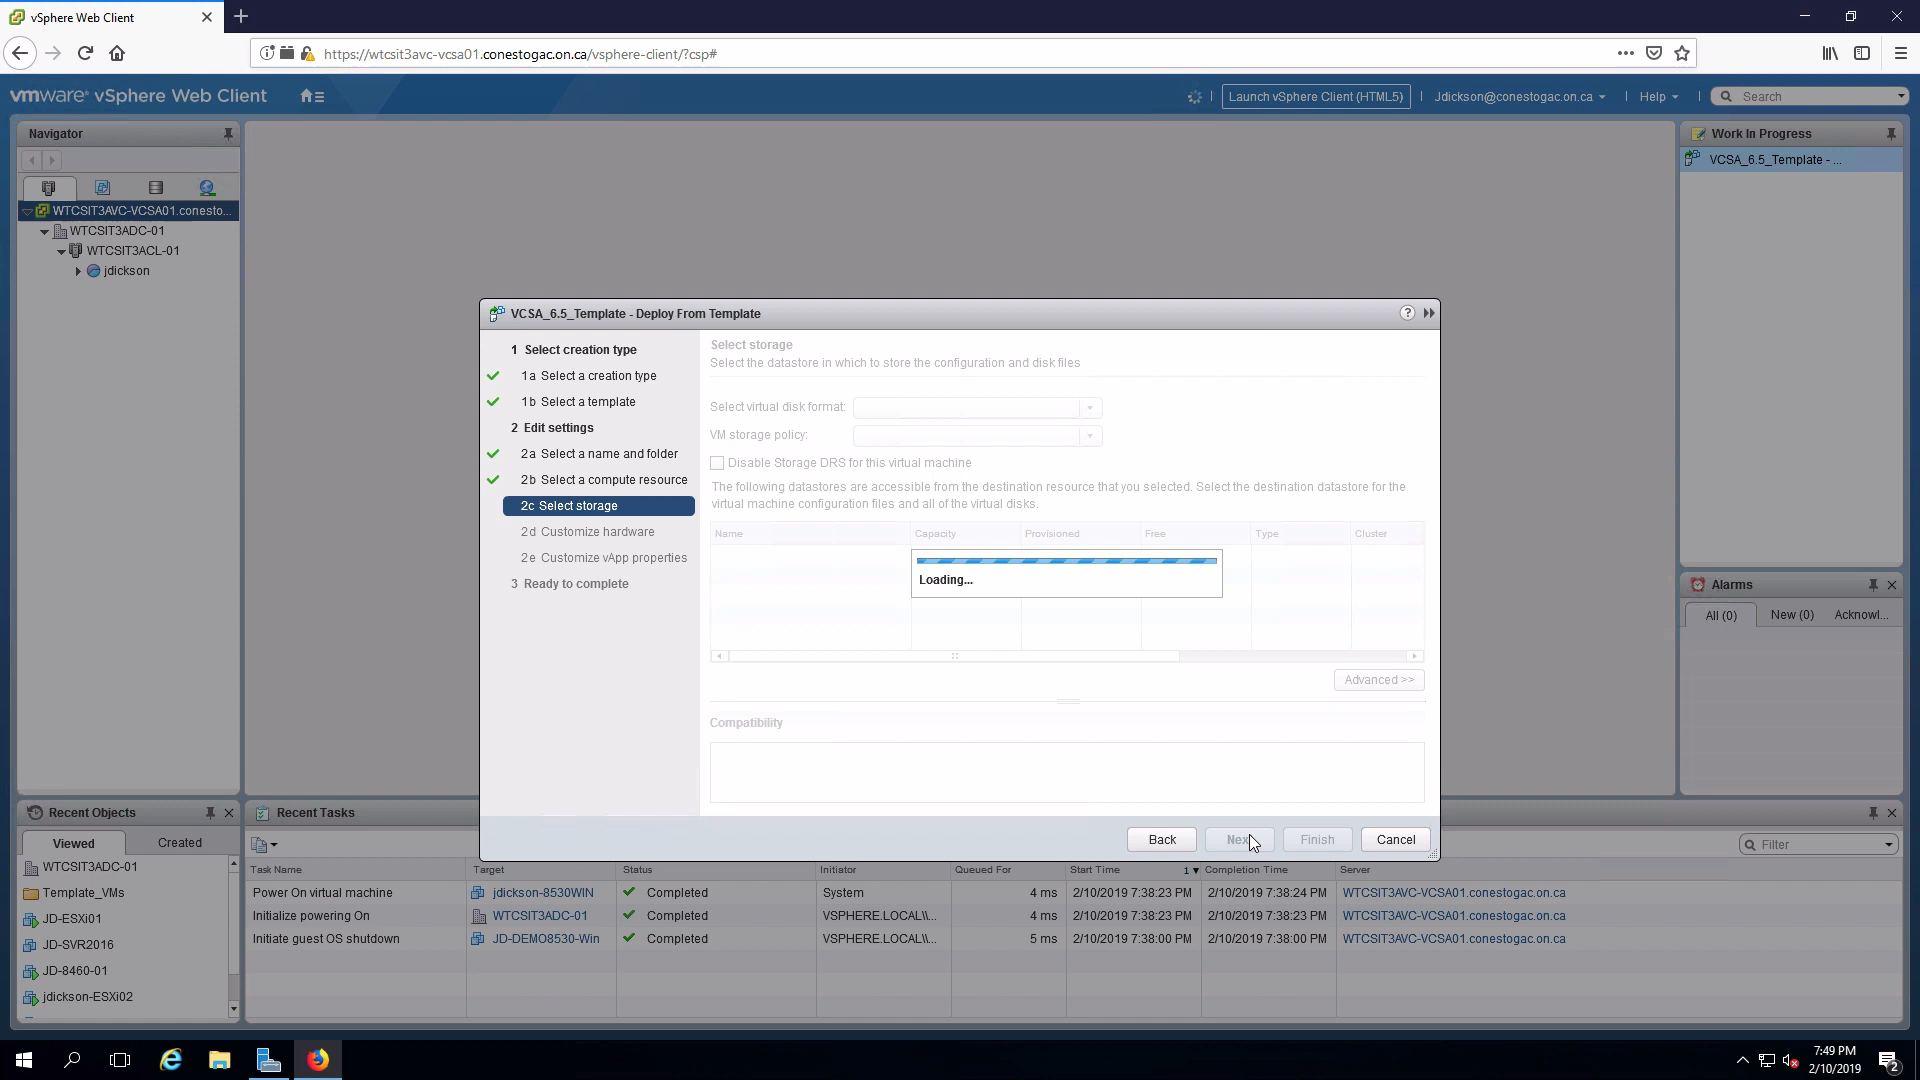 vSphere Web Client
https://wtcsit3avc-vcsa01.conestogac.on.ca/vsphere-client/?csp#
vmware® vSphere Web Client
Launch vSphere Client (HTML5)
Jdickson@conestogac.on.ca
Help
Search
Navigator
WTCSIT3AVC-VCSA01.conesto...
WTCSIT3ADC-01
WTCSIT3ACL-01
jdickson
Work In Progress
VCSA_6.5_Template - ...
VCSA_6.5_Template - Deploy From Template
1 Select creation type
1a Select a creation type
1b Select a template
2 Edit settings
2a Select a name and folder
2b Select a compute resource
2c Select storage
2d Customize hardware
2e Customize vApp properties
3 Ready to complete
Select storage
Select the datastore in which to store the configuration and disk files
Select virtual disk format:
VM storage policy:
Disable Storage DRS for this virtual machine
The following datastores are accessible from the destination resource that you selected. Select the destination datastore for the
virtual machine configuration files and all of the virtual disks.
Name Capacity Provisioned Free Type Cluster
Loading...
Advanced >>
Compatibility
Back
Finish
Cancel
Alarms
All (0) New (0) Acknowl...
Recent Objects
Viewed Created
WTCSIT3ADC-01
Template_VMs
JD-ESXi01
JD-SVR2016
JD-8460-01
jdickson-ESXi02
Recent Tasks
Filter
Task Name Target Status Initiator Queued For Start Time 1 Completion Time Server
Power On virtual machine jdickson-8530WIN Completed System 4 ms 2/10/2019 7:38:23 PM 2/10/2019 7:38:24 PM WTCSIT3AVC-VCSA01.conestogac.on.ca
Initialize powering On WTCSIT3ADC-01 Completed VSPHERE.LOCAL\\... 4 ms 2/10/2019 7:38:23 PM 2/10/2019 7:38:23 PM WTCSIT3AVC-VCSA01.conestogac.on.ca
Initiate guest OS shutdown JD-DEMO8530-Win Completed VSPHERE.LOCAL\\... 5 ms 2/10/2019 7:38:00 PM 2/10/2019 7:38:00 PM WTCSIT3AVC-VCSA01.conestogac.on.ca
7:49 PM
2/10/2019
2